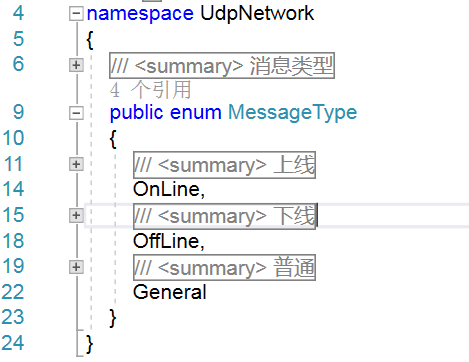 4 namespace UdpNetwork
5 {
6 /// <summary> 消息类型
4 个引用
9 public enum MessageType
10 {
11 /// <summary> 上线
14 OnLine,
15 /// <summary> 下线
18 OffLine,
19 /// <summary> 普通
22 General
23 }
24 }